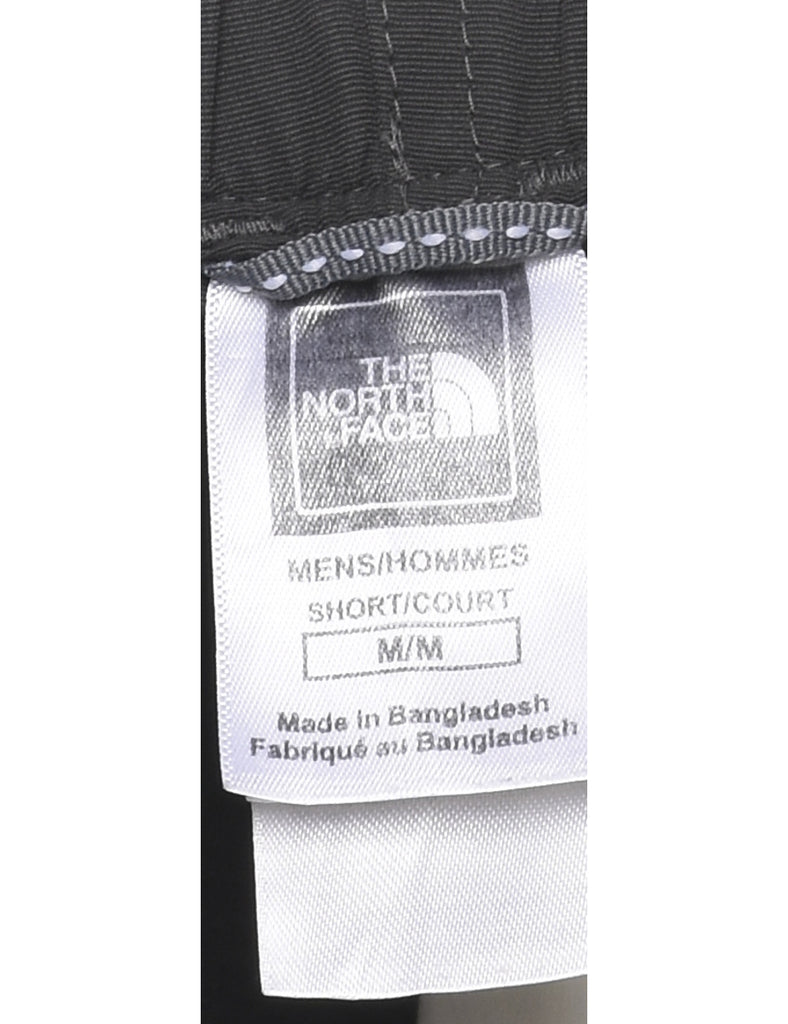 THE
NORTH
FACE
MENS/HOMMES
SHORT/COURT
M/M
Made in Bangladesh
Fabriqué au Bangladesh